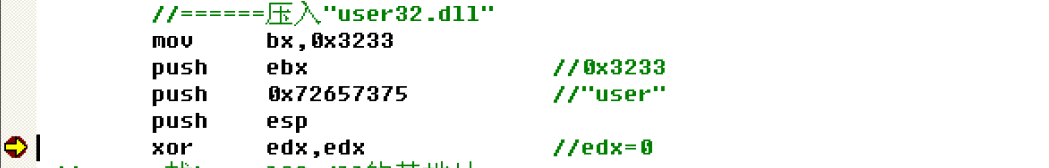 //======压入"user32.dll"
mov bx,0x3233
push ebx //0x3233
push 0x72657375 //"user"
push esp
xor edx,edx //edx=0